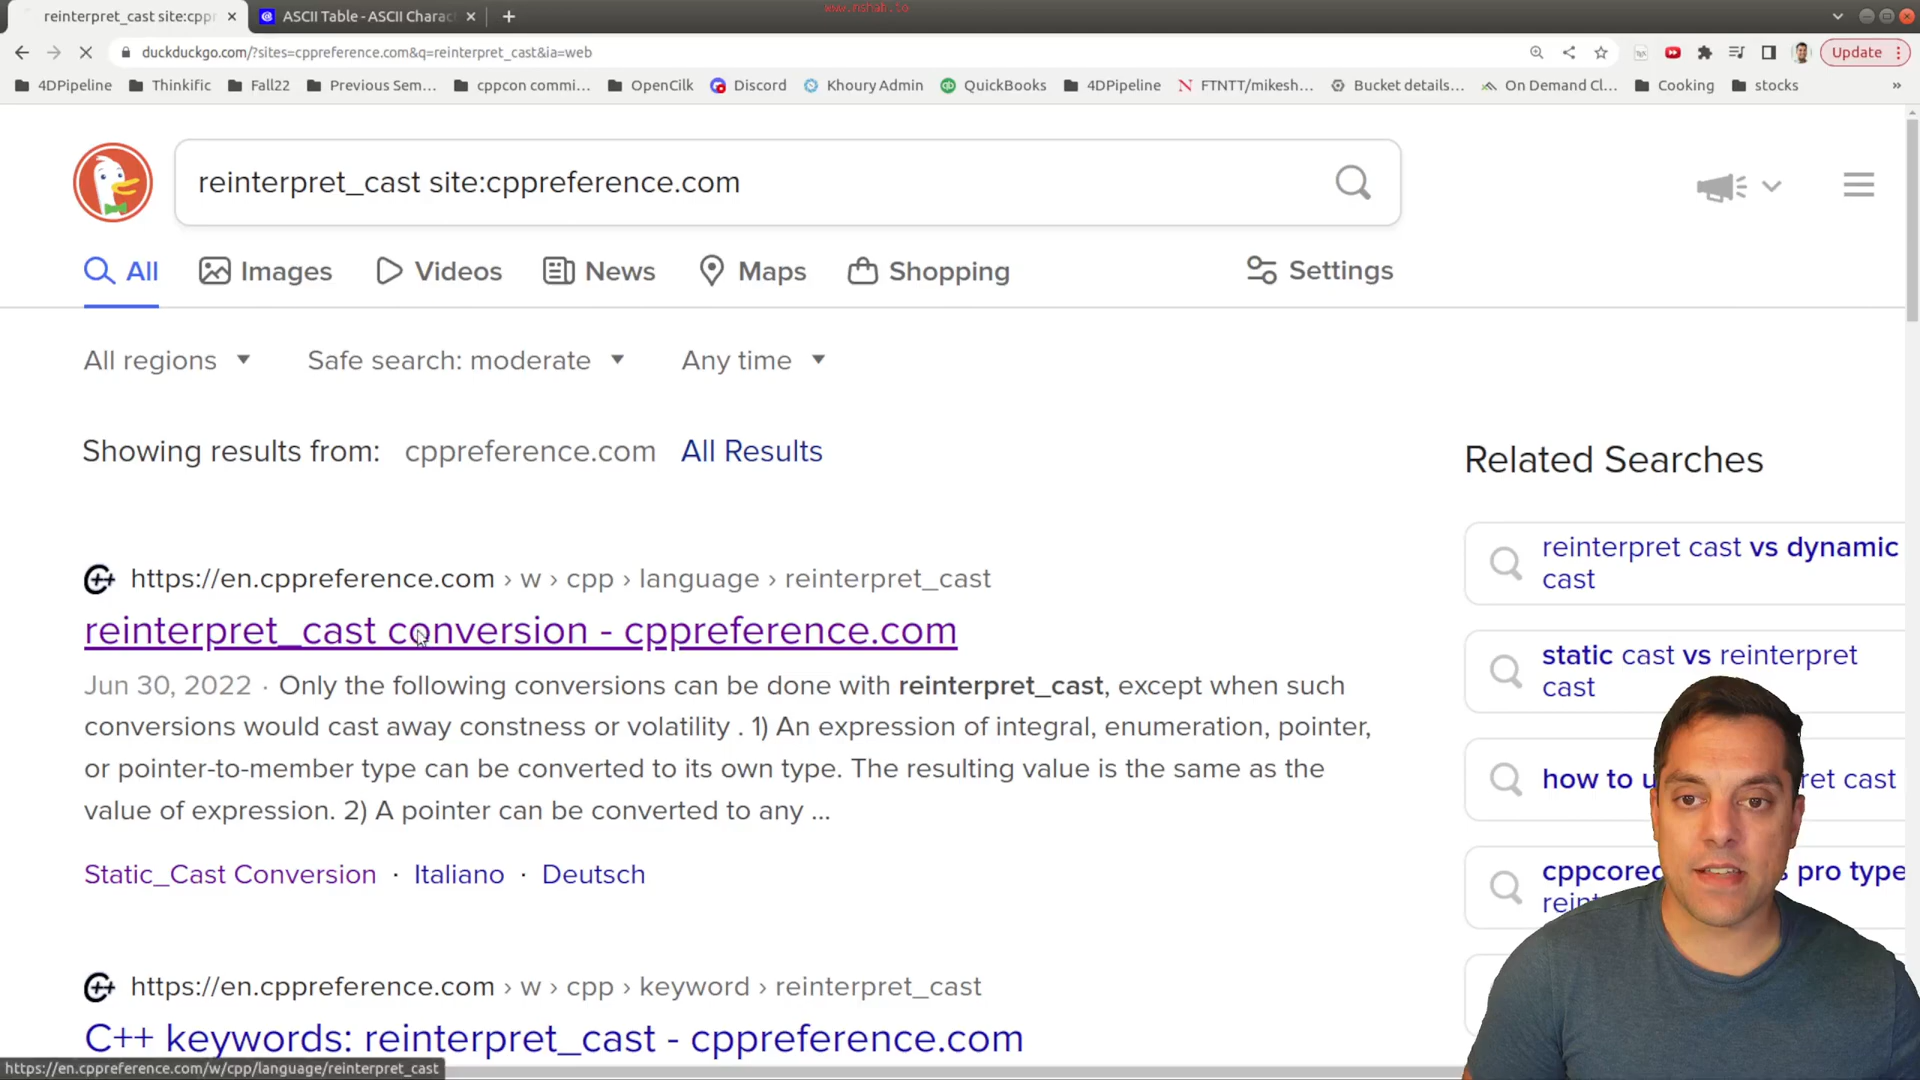 www.nshab.to
reinterpret_cast site:cppr
ASCII Table - ASCII Charac
duckduckgo.com/?sites=cppreference.com&q=reinterpret_cast&ia=web
Update
4DPipeline
Thinkific
Fall22
Previous Sem...
cppcon commi...
OpenCilk
Discord
Khoury Admin
QuickBooks
4DPipeline
FTNTT/mikesh...
Bucket details...
On Demand Cl...
Cooking
stocks
»
reinterpret_cast site:cppreference.com
All
Images
Videos
News
Maps
Shopping
Settings
All regions
Safe search: moderate
Any time
Showing results from: cppreference.com All Results
https://en.cppreference.com › w › cpp › language › reinterpret_cast
reinterpret_cast conversion - cppreference.com
Jun 30, 2022 · Only the following conversions can be done with reinterpret_cast, except when such
conversions would cast away constness or volatility . 1) An expression of integral, enumeration, pointer,
or pointer-to-member type can be converted to its own type. The resulting value is the same as the
value of expression. 2) A pointer can be converted to any ...
Static_Cast Conversion · Italiano · Deutsch
https://en.cppreference.com › w › cpp › keyword › reinterpret_cast
C++ keywords: reinterpret_cast - cppreference.com
Related Searches
reinterpret cast vs dynamic
cast
static cast vs reinterpret
cast
how to u ret cast
cppcorec s pro type
rein
https://en.cppreference.com/w/cpp/language/reinterpret_cast